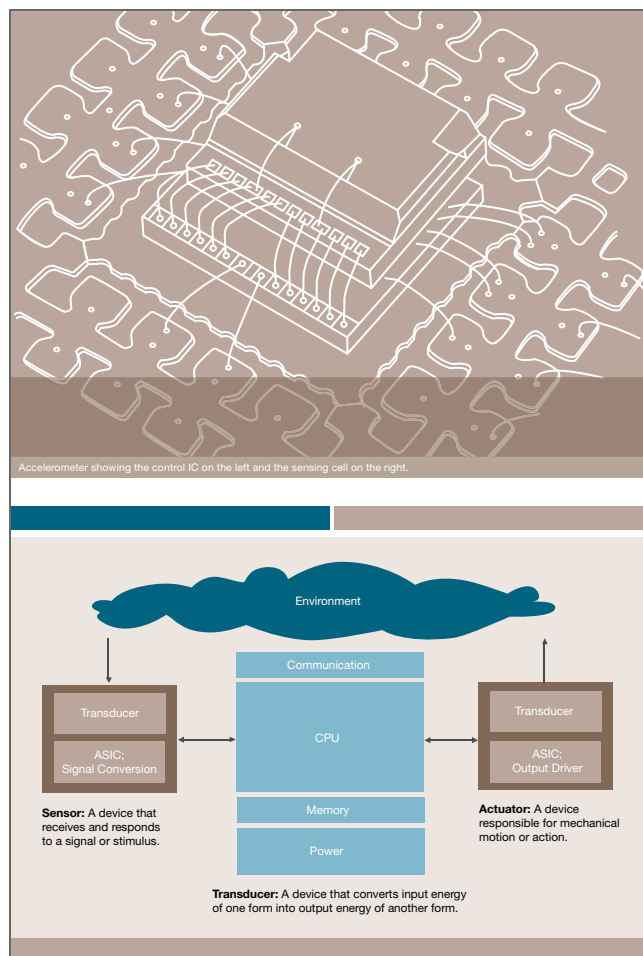 Accelerometer showing the control IC on the left and the sensing cell on the right.
Environment
Communication
Transducer
CPU
Transducer
ASIC;
Signal Conversion
ASIC;
Output Driver
Sensor: A device that
receives and responds
to a signal or stimulus.
Memory
Power
Actuator: A device
responsible for mechanical
motion or action.
Transducer: A device that converts input energy
of one form into output energy of another form.